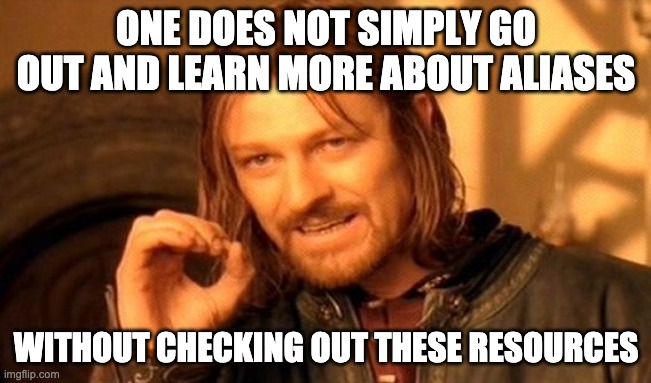 ONE DOES NOT SIMPLY GO
OUT AND LEARN MORE ABOUT ALIASES
WITHOUT CHECKING OUT THESE RESOURCES
imgflip.com